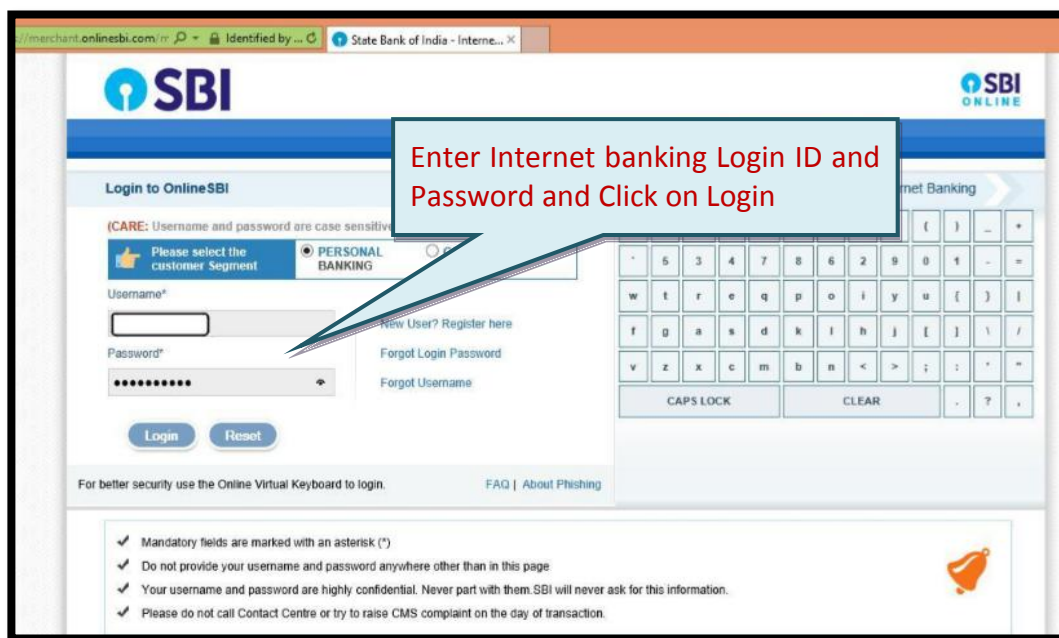 ://merchant.onlinesbi.com/m
Identified by ...
State Bank of India - Interne... ×
SBI
SBI
ONLINE
Enter Internet banking Login ID and
Password and Click on Login
Login to OnlineSBI
net Banking
(CARE: Username and password are case sensitive
Please select the
customer Segment
PERSONAL
BANKING
Username*
New User? Register here
Password*
Forgot Login Password
••••••••••
Forgot Username
Login Reset
( ) _ +
` 5 3 4 7 8 6 2 9 0 1 - =
w t r e q p o i y u { } |
f g a s d k l h j [ ] \ /
v z x c m b n < > ; : ' "
CAPS LOCK CLEAR . ? ,
For better security use the Online Virtual Keyboard to login.
FAQ | About Phishing
✔ Mandatory fields are marked with an asterisk (*)
✔ Do not provide your username and password anywhere other than in this page
✔ Your username and password are highly confidential. Never part with them.SBI will never ask for this information.
✔ Please do not call Contact Centre or try to raise CMS complaint on the day of transaction.